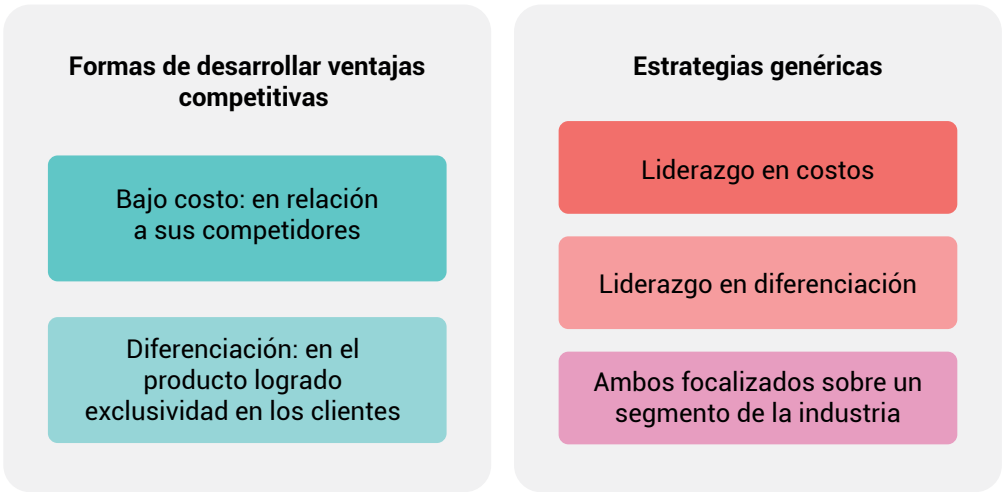 Formas de desarrollar ventajas
competitivas
Bajo costo: en relación
a sus competidores
Diferenciación: en el
producto logrado
exclusividad en los clientes
Estrategias genéricas
Liderazgo en costos
Liderazgo en diferenciación
Ambos focalizados sobre un
segmento de la industria